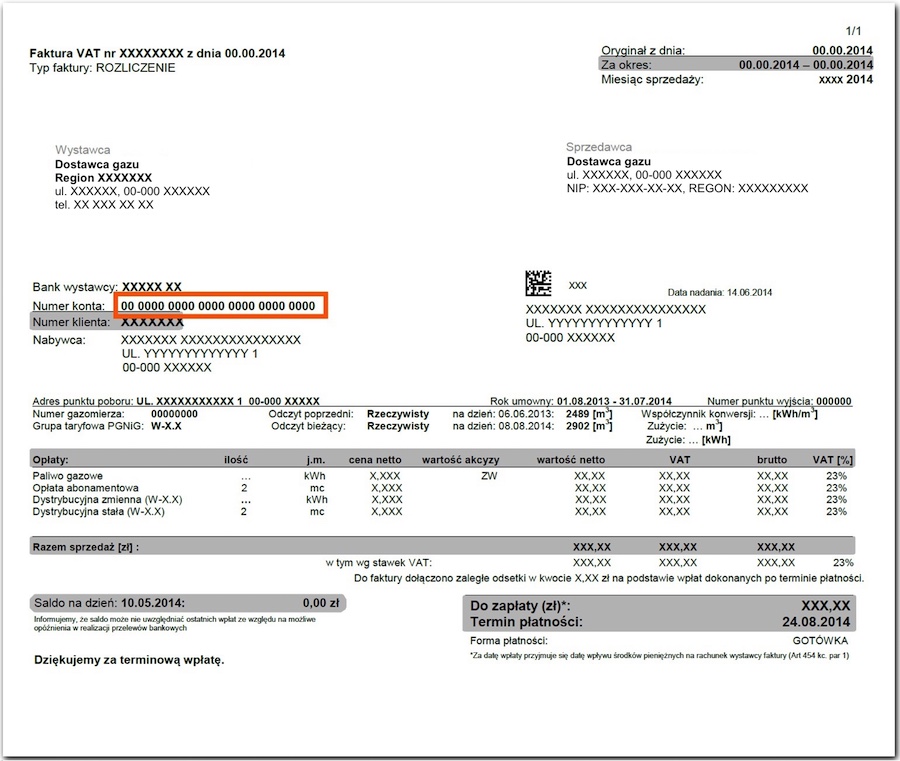 1/1
Faktura VAT nr XXXXXXXX z dnia 00.00.2014
Typ faktury: ROZLICZENIE
Oryginał z dnia: 00.00.2014
Za okres: 00.00.2014 – 00.00.2014
Miesiąc sprzedaży: xxxx 2014
Wystawca
Dostawca gazu
Region XXXXXXX
ul. XXXXXX, 00-000 XXXXXX
tel. XX XXX XX XX
Sprzedawca
Dostawca gazu
ul. XXXXXX, 00-000 XXXXXX
NIP: XXX-XXX-XX-XX, REGON: XXXXXXXXX
Bank wystawcy: XXXXX XX
Numer konta: 00 0000 0000 0000 0000 0000 0000
Numer klienta: XXXXXXX
Nabywca: XXXXXXX XXXXXXXXXXXXXXX
UL. YYYYYYYYYYYYY 1
00-000 XXXXXX
XXX
Data nadania: 14.06.2014
XXXXXXX XXXXXXXXXXXXXXX
UL. YYYYYYYYYYYYY 1
00-000 XXXXXX
Adres punktu poboru: UL. XXXXXXXXXXX 1 00-000 XXXXX Rok umowny: 01.08.2013 - 31.07.2014 Numer punktu wyjścia: 000000
Numer gazomierza: 00000000 Odczyt poprzedni: Rzeczywisty na dzień: 06.06.2013: 2489 [m³] Współczynnik konwersji: ... [kWh/m³]
Grupa taryfowa PGNiG: W-X.X Odczyt bieżący: Rzeczywisty na dzień: 08.08.2014: 2902 [m³] Zużycie: ... m³]
Zużycie: ... [kWh]
Opłaty: ilość j.m. cena netto wartość akcyzy wartość netto VAT brutto VAT [%]
Paliwo gazowe ... kWh X,XXX ZW XX,XX XX,XX XX,XX 23%
Opłata abonamentowa 2 mc X,XXX XX,XX XX,XX XX,XX 23%
Dystrybucyjna zmienna (W-X.X) ... kWh X,XXX XX,XX XX,XX XX,XX 23%
Dystrybucyjna stała (W-X.X) 2 mc X,XXX XX,XX XX,XX XX,XX 23%
Razem sprzedaż [zł] : XXX,XX XXX,XX XXX,XX
w tym wg stawek VAT: XXX,XX XXX,XX XXX,XX 23%
Do faktury dołączono zaległe odsetki w kwocie X,XX zł na podstawie wpłat dokonanych po terminie płatności.
Saldo na dzień: 10.05.2014: 0,00 zł
Informujemy, że saldo może nie uwzględniać ostatnich wpłat ze względu na możliwe
opóźnienia w realizacji przelewów bankowych
Dziękujemy za terminową wpłatę.
Do zapłaty (zł)*: XXX,XX
Termin płatności: 24.08.2014
Forma płatności: GOTÓWKA
*Za datę wpłaty przyjmuje się datę wpływu środków pieniężnych na rachunek wystawcy faktury (Art 454 kc. par 1)